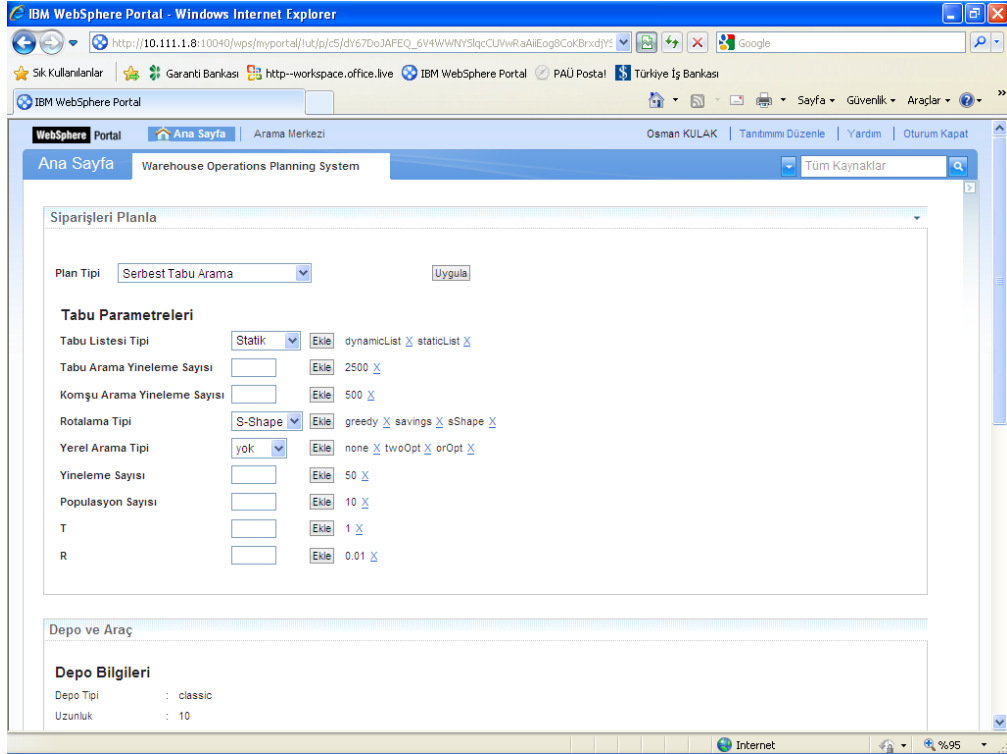 IBM WebSphere Portal - Windows Internet Explorer
http://10.111.1.8:10040/wps/myportal/!ut/p/c5/
Google
Sık Kullanılanlar Garanti Bankası http--workspace.office.live IBM WebSphere Portal PAÜ Posta! Türkiye İş Bankası
IBM WebSphere Portal Sayfa Güvenlik Araçlar »
WebSphere Portal Ana Sayfa Arama Merkezi Osman KULAK Tanıtımımı Düzenle Yardım Oturum Kapat
Ana Sayfa Warehouse Operations Planning System Tüm Kaynaklar
Siparişleri Planla
Plan Tipi Serbest Tabu Arama Uygula
Tabu Parametreleri
Tabu Listesi Tipi Statik Ekle dynamicList X staticList X
Tabu Arama Yineleme Sayısı Ekle 2500 X
Komşu Arama Yineleme Sayısı Ekle 500 X
Rotalama Tipi S-Shape Ekle greedy X savings X sShape X
Yerel Arama Tipi yok Ekle none X twoOpt X orOpt X
Yineleme Sayısı Ekle 50 X
Populasyon Sayısı Ekle 10 X
T Ekle 1 X
R Ekle 0.01 X
Depo ve Araç
Depo Bilgileri
Depo Tipi : classic
Uzunluk : 10
Internet %95